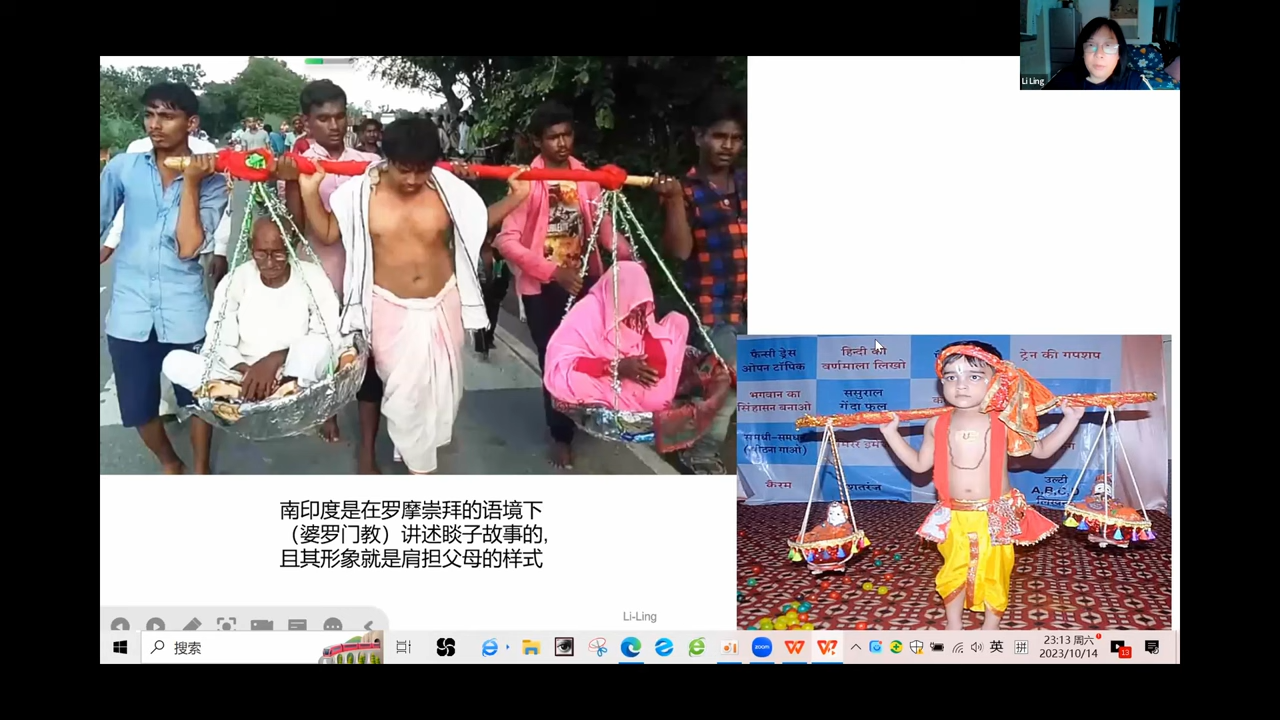 Li Ling
फैन्सी ड्रेस
ओपन टॉपिक
हिन्दी की
वर्णमाला लिखो
ट्रेन की गपशप
भगवान का
सिंहासन बनाओ
ससुराल
गेंदा फूल
कैरम
शतरंज
उल्टी
A,B,C,D
南印度是在罗摩崇拜的语境下
（婆罗门教）讲述睒子故事的,
且其形象就是肩担父母的样式
Li-Ling
搜索
zoom
英
拼
23:13 周六
2023/10/14
13